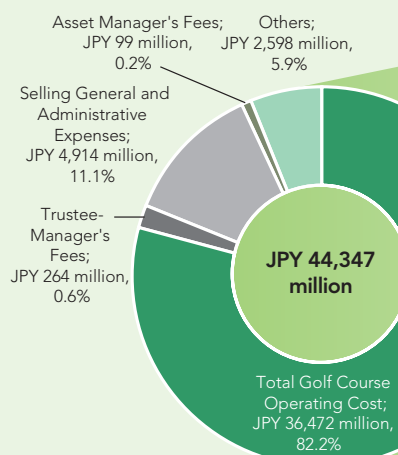 Asset Manager's Fees;
JPY 99 million,
0.2%
Others;
JPY 2,598 million,
5.9%
Selling General and
Administrative
Expenses;
JPY 4,914 million,
11.1%
Trustee-
Manager's
Fees;
JPY 264 million,
0.6%
JPY 44,347
million
Total Golf Course
Operating Cost;
JPY 36,472 million,
82.2%